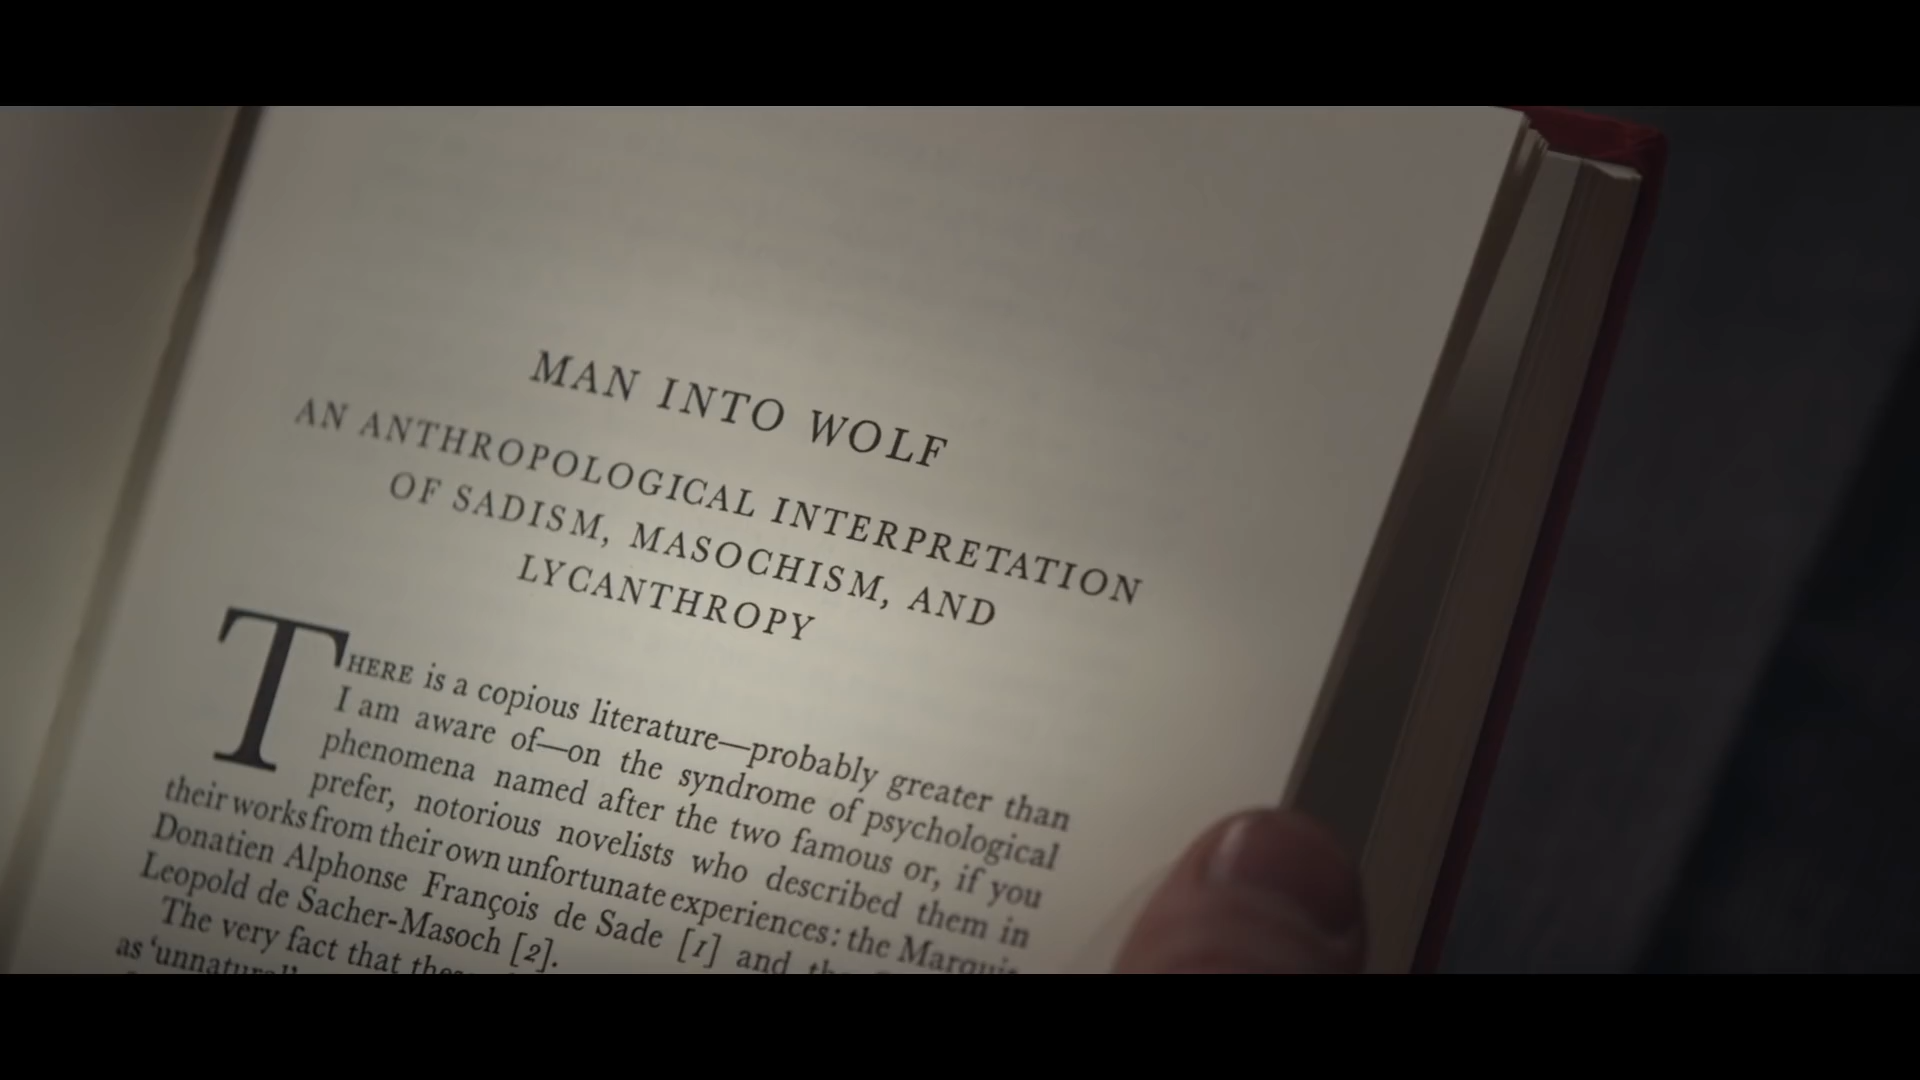 MAN INTO WOLF
AN ANTHROPOLOGICAL INTERPRETATION
OF SADISM, MASOCHISM, AND
LYCANTHROPY
THERE is a copious literature—probably greater than
I am aware of—on the syndrome of psychological
phenomena named after the two famous or, if you
prefer, notorious novelists who described them in
their works from their own unfortunate experiences: the Marquis
Donatien Alphonse François de Sade [1] and the
Leopold de Sacher-Masoch [2].
The very fact that
as ‘unnatural’